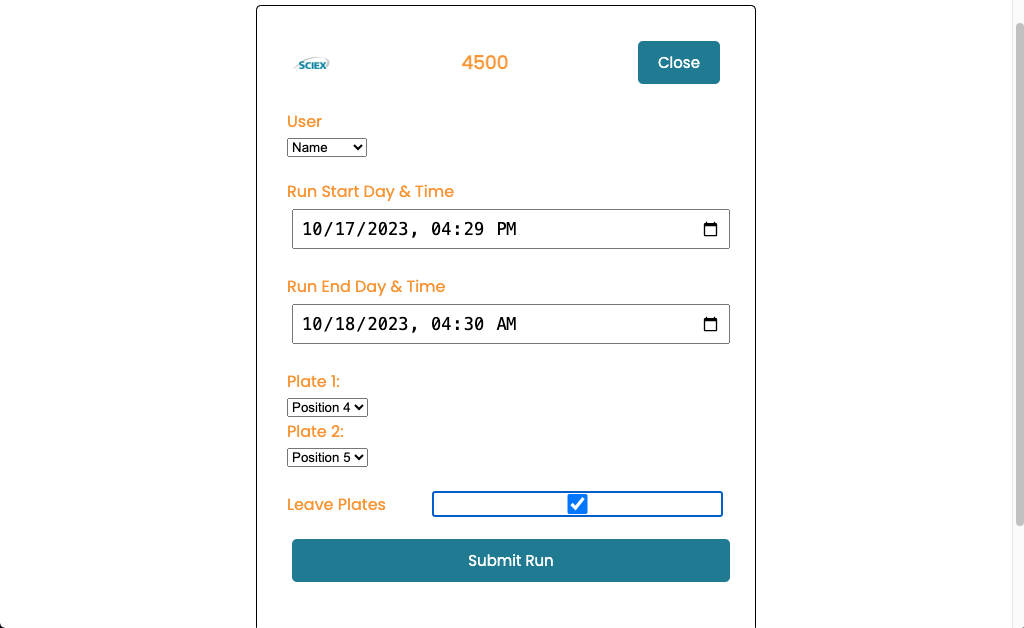 SCIEX 4500 Close
User
Name
Run Start Day & Time
10/17/2023, 04:29 PM
Run End Day & Time
10/18/2023, 04:30 AM
Plate 1:
Position 4
Plate 2:
Position 5
Leave Plates
Submit Run